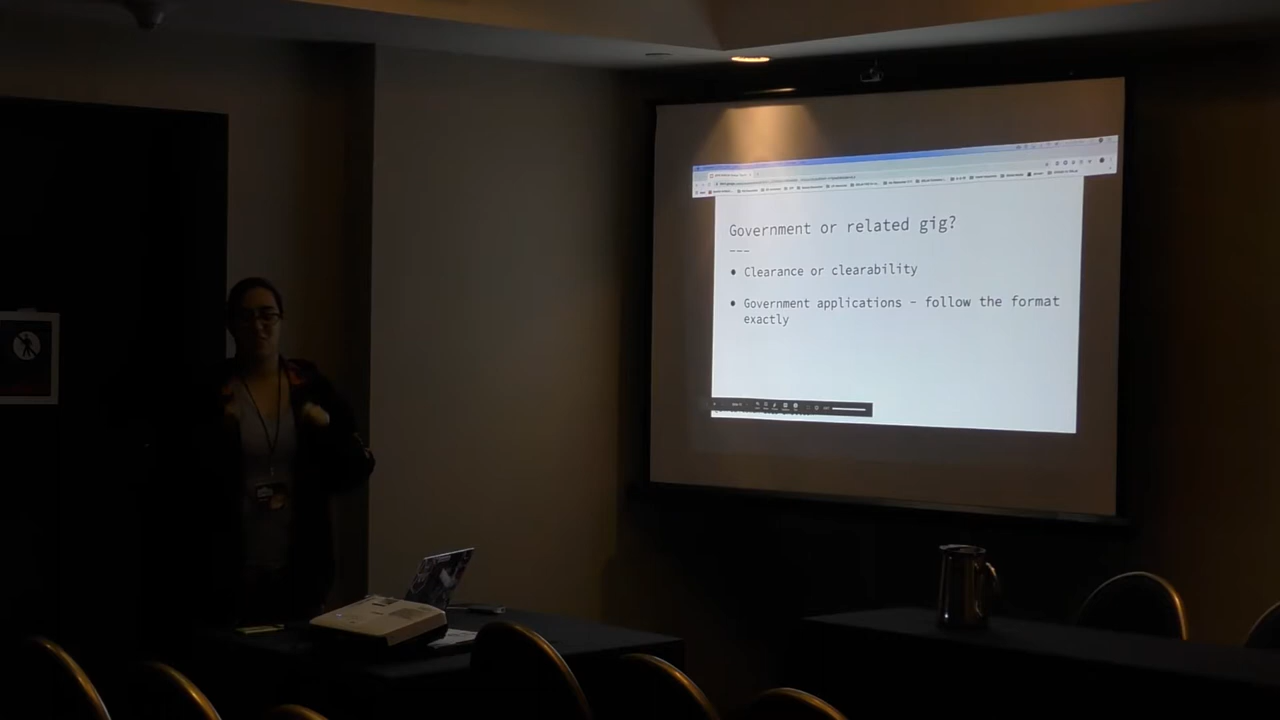 Government or related gig?
---
● Clearance or clearability
● Government applications – follow the format
exactly